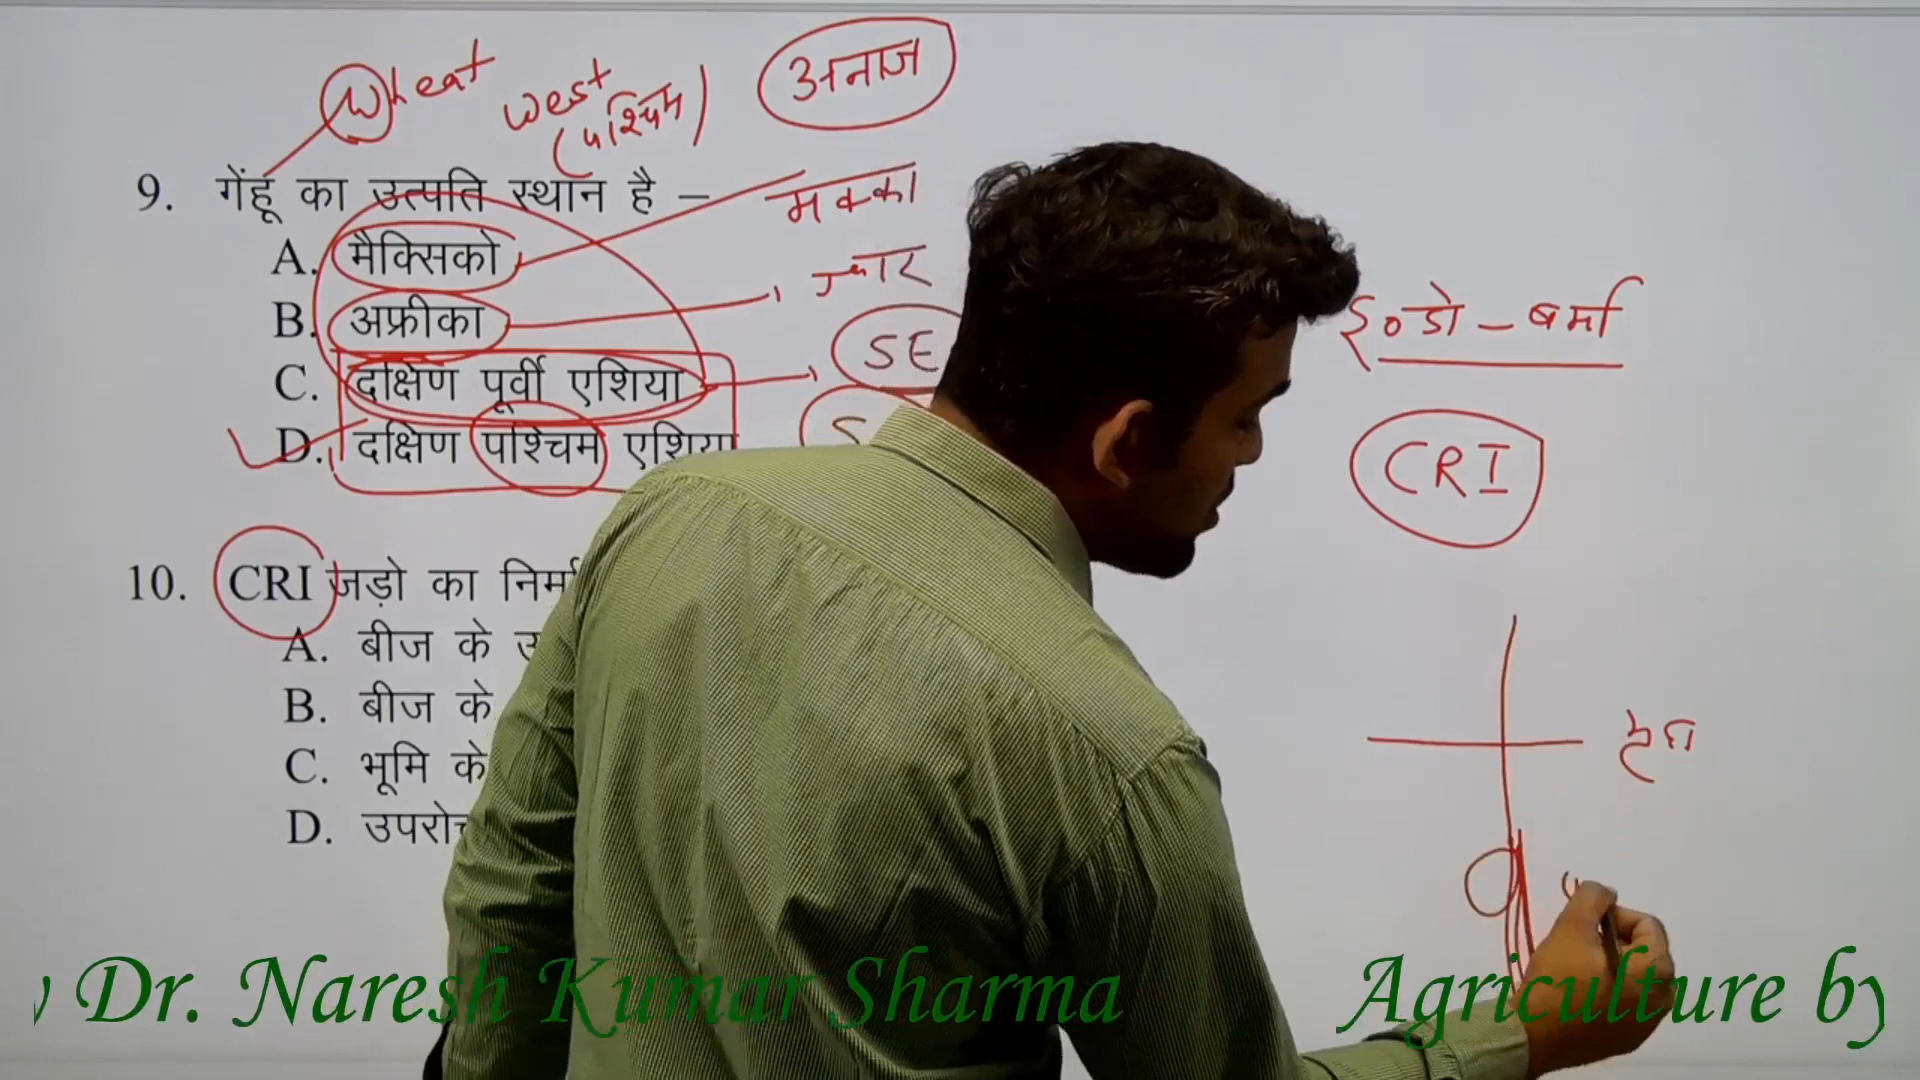 Wheat
west
(पश्चिम)
अनाज
9. गेंहू का उत्पति स्थान है –
मक्का
A. मैक्सिको
ज्वार
B. अफ्रीका
इण्डो – बर्मा
SE
C. दक्षिण पूर्वी एशिया
D. दक्षिण पश्चिम एशिया
S
CRI
10. CRI जड़ो का
A. बीज के
B. बीज के
C. भूमि के
D.
Dr. Naresh Kumar Sharma
Agriculture by